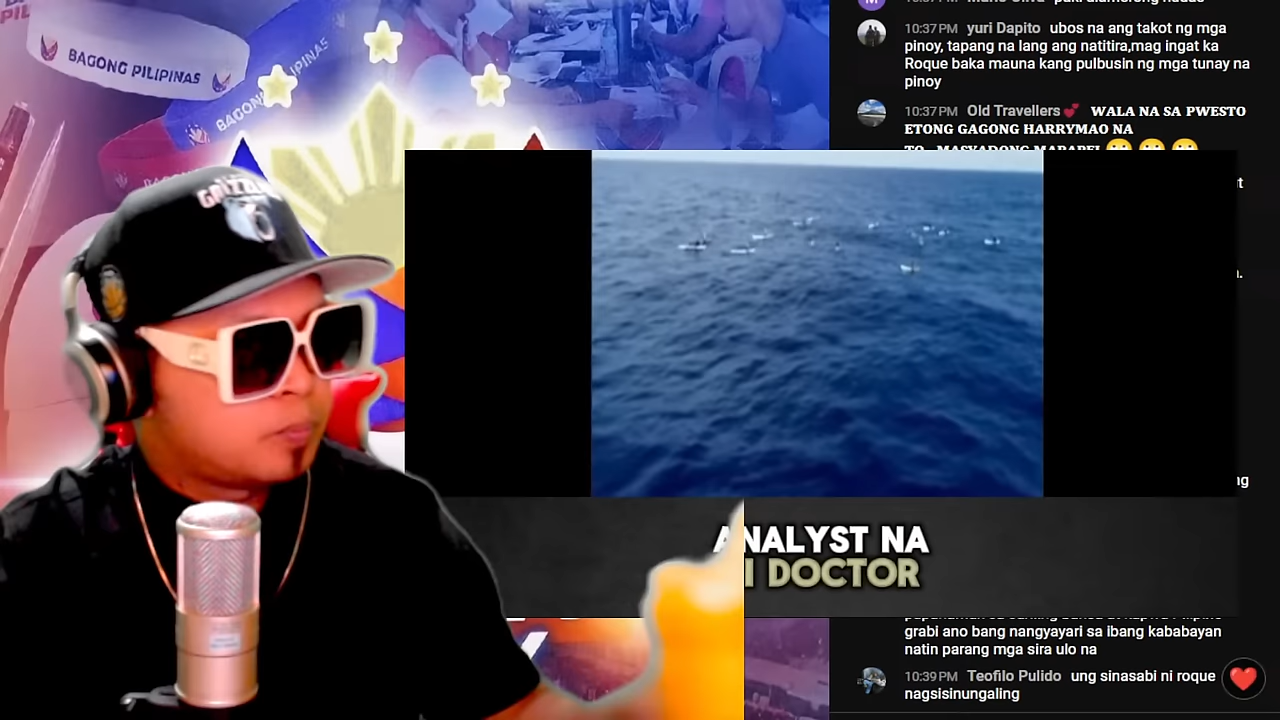 BAGONG PILIPINAS
BAGONG PILIPINAS
GRIZZ
10:37 PM yuri Dapito ubos na ang takot ng mga
pinoy, tapang na lang ang natitira,mag ingat ka
Roque baka mauna kang pulbusin ng mga tunay na
pinoy
10:37 PM Old Travellers💕 𝐖𝐀𝐋𝐀 𝐍𝐀 𝐒𝐀 𝐏𝐖𝐄𝐒𝐓𝐎
𝐄𝐓𝐎𝐍𝐆 𝐆𝐀𝐆𝐎𝐍𝐆 𝐇𝐀𝐑𝐑𝐘𝐌𝐀𝐎 𝐍𝐀
ANALYST NA
DOCTOR
grabi ano bang nangyayari sa ibang kababayan
natin parang mga sira ulo na
10:39 PM Teofilo Pulido ung sinasabi ni roque
nagsisinungaling